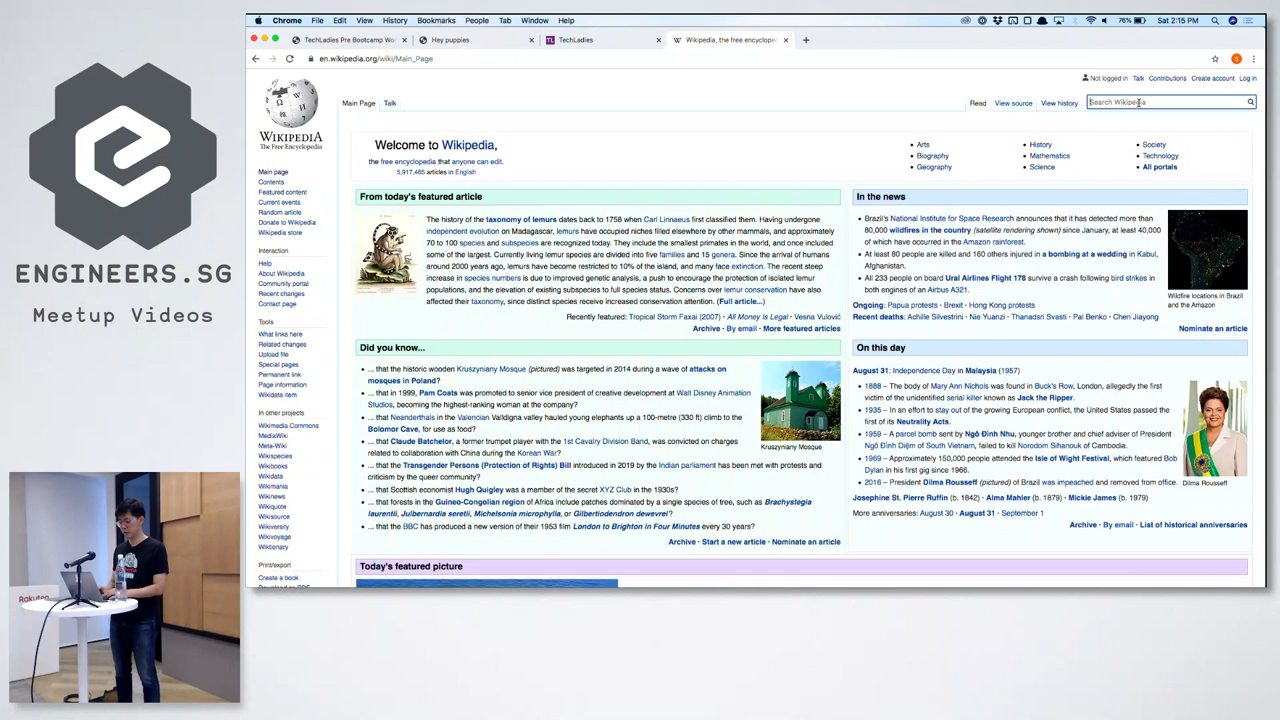 Chrome File Edit View History Bookmarks People Tab Window Help
76% Sat 2:15 PM
TechLadies Pre Bootcamp Wo
Hey puppies
TechLadies
Wikipedia, the free encyclope
en.wikipedia.org/wiki/Main_Page
Not logged in Talk Contributions Create account Log in
Main Page Talk
Read View source View history
Search Wikipedia
WIKIPEDIA
The Free Encyclopedia
Main page
Contents
Featured content
Current events
Random article
Donate to Wikipedia
Wikipedia store
Interaction
Help
About Wikipedia
Community portal
Recent changes
Contact page
Tools
What links here
Related changes
Upload file
Special pages
Permanent link
Page information
Wikidata item
In other projects
Wikimedia Commons
MediaWiki
Meta-Wiki
Wikispecies
Wikibooks
Wikidata
Wikimania
Wikinews
Wikiquote
Wikisource
Wikiversity
Wikivoyage
Wiktionary
Print/export
Create a book
Welcome to Wikipedia,
the free encyclopedia that anyone can edit.
5,917,465 articles in English
Arts
Biography
Geography
History
Mathematics
Science
Society
Technology
All portals
From today's featured article
The history of the taxonomy of lemurs dates back to 1758 when Carl Linnaeus first classified them. Having undergone
independent evolution on Madagascar, lemurs have occupied niches filled elsewhere by other mammals, and approximately
70 to 100 species and subspecies are recognized today. They include the smallest primates in the world, and once included
some of the largest. Currently living lemur species are divided into five families and 15 genera. Since the arrival of humans
around 2000 years ago, lemurs have become restricted to 10% of the island, and many face extinction. The recent steep
increase in species numbers is due to improved genetic analysis, a push to encourage the protection of isolated lemur
populations, and the elevation of existing subspecies to full species status. Concerns over lemur conservation have also
affected their taxonomy, since distinct species receive increased conservation attention. (Full article...)
Recently featured: Tropical Storm Faxai (2007) · All Money Is Legal · Vesna Vulović
Archive · By email · More featured articles
Did you know...
... that the historic wooden Kruszyniany Mosque (pictured) was targeted in 2014 during a wave of attacks on
mosques in Poland?
... that in 1999, Pam Coats was promoted to senior vice president of creative development at Walt Disney Animation
Studios, becoming the highest-ranking woman at the company?
... that Neanderthals in the Valencian Valldigna valley hauled young elephants up a 100-metre (330 ft) climb to the
Bolomor Cave, for use as food?
... that Claude Batchelor, a former trumpet player with the 1st Cavalry Division Band, was convicted on charges
related to collaboration with China during the Korean War?
... that the Transgender Persons (Protection of Rights) Bill introduced in 2019 by the Indian parliament has been met with protests and
criticism by the queer community?
... that Scottish economist Hugh Quigley was a member of the secret XYZ Club in the 1930s?
... that forests in the Guineo-Congolian region of Africa include patches dominated by a single species of tree, such as Brachystegia
laurentii, Julbernardia seretii, Michelsonia microphylla, or Gilbertiodendron dewevrei?
... that the BBC has produced a new version of their 1953 film London to Brighton in Four Minutes every 30 years?
Kruszyniany Mosque
Archive · Start a new article · Nominate an article
In the news
Brazil's National Institute for Space Research announces that it has detected more than
80,000 wildfires in the country (satellite rendering shown) since January, at least 40,000
of which have occurred in the Amazon rainforest.
At least 80 people are killed and 160 others injured in a bombing at a wedding in Kabul,
Afghanistan.
All 233 people on board Ural Airlines Flight 178 survive a crash following bird strikes in
both engines of an Airbus A321.
Wildfire locations in Brazil
and the Amazon
Ongoing: Papua protests · Brexit · Hong Kong protests
Recent deaths: Achille Silvestrini · Nie Yuanzi · Thanadsri Svasti · Pal Benko · Chen Jiayong
Nominate an article
On this day
August 31: Independence Day in Malaysia (1957)
1888 – The body of Mary Ann Nichols was found in Buck's Row, London, allegedly the first
victim of the unidentified serial killer known as Jack the Ripper.
1935 – In an effort to stay out of the growing European conflict, the United States passed the
first of its Neutrality Acts.
1959 – A parcel bomb sent by Ngô Đình Nhu, younger brother and chief adviser of President
Ngô Đình Diệm of South Vietnam, failed to kill Norodom Sihanouk of Cambodia.
1969 – Approximately 150,000 people attended the Isle of Wight Festival, which featured Bob
Dylan in his first gig since 1966.
2016 – President Dilma Rousseff (pictured) of Brazil was impeached and removed from office.
Dilma Rousseff
Josephine St. Pierre Ruffin (b. 1842) · Alma Mahler (b. 1879) · Mickie James (b. 1979)
More anniversaries: August 30 · August 31 · September 1
Archive · By email · List of historical anniversaries
Today's featured picture
ENGINEERS.SG
Meetup Videos
Rakuten